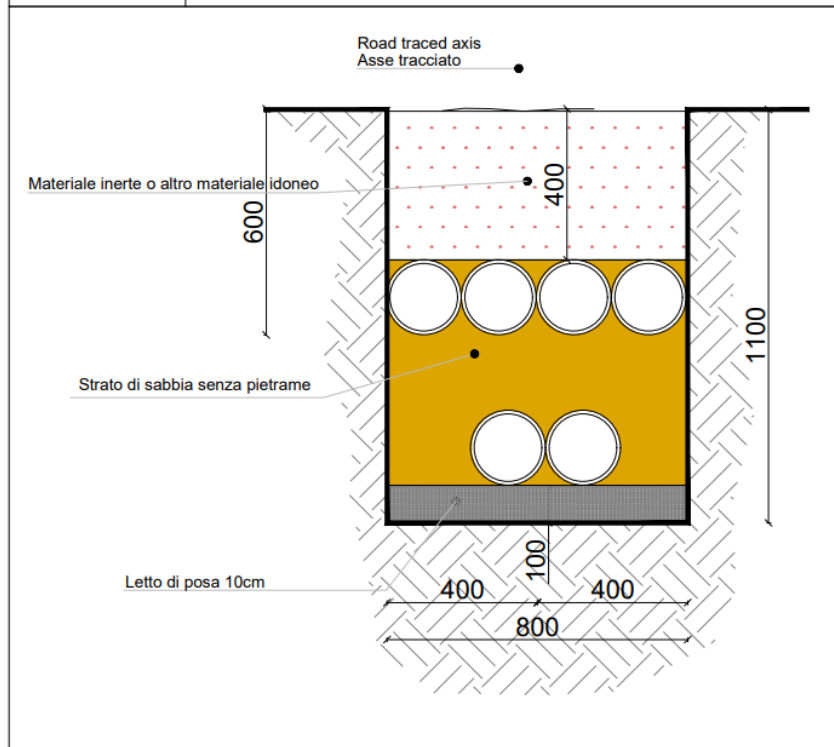 Road traced axis
Asse tracciato
Materiale inerte o altro materiale idoneo
400
600
1100
Strato di sabbia senza pietrame
Letto di posa 10cm
100
400
400
800